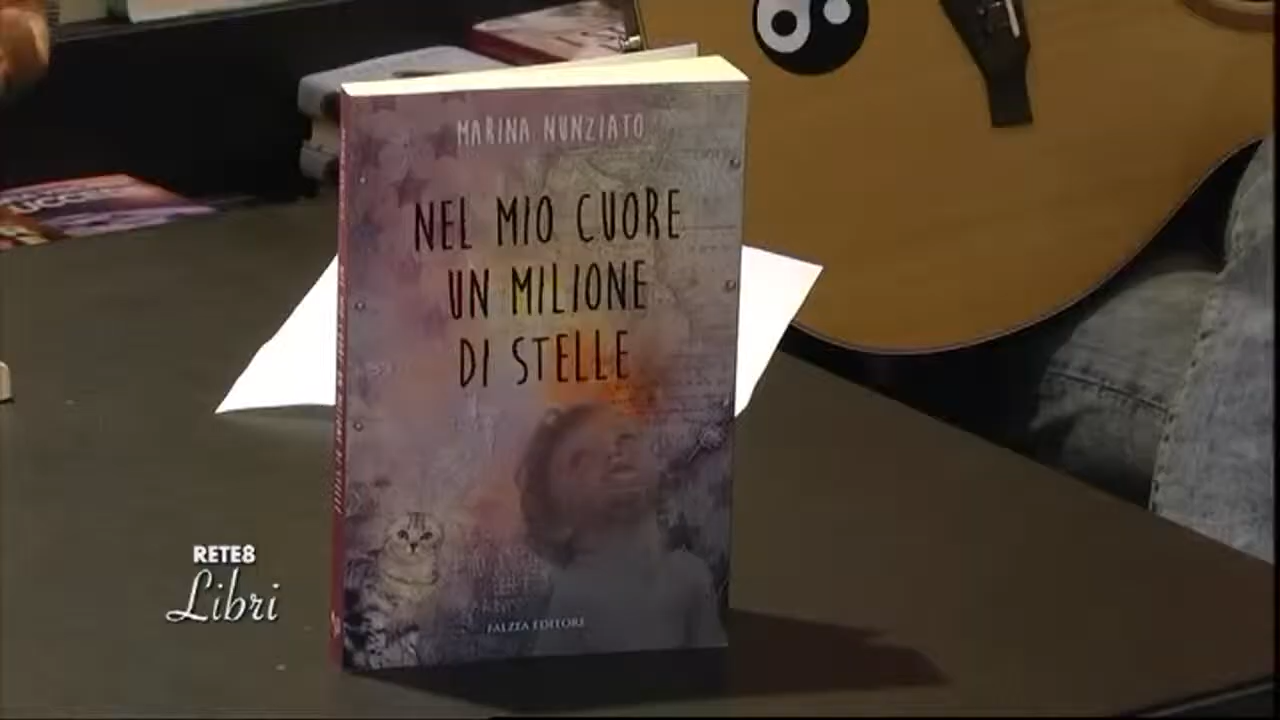 MARINA NUNZIATO
NEL MIO CUORE
UN MILIONE
DI STELLE
FALZEA EDITORE
RETE8
Libri